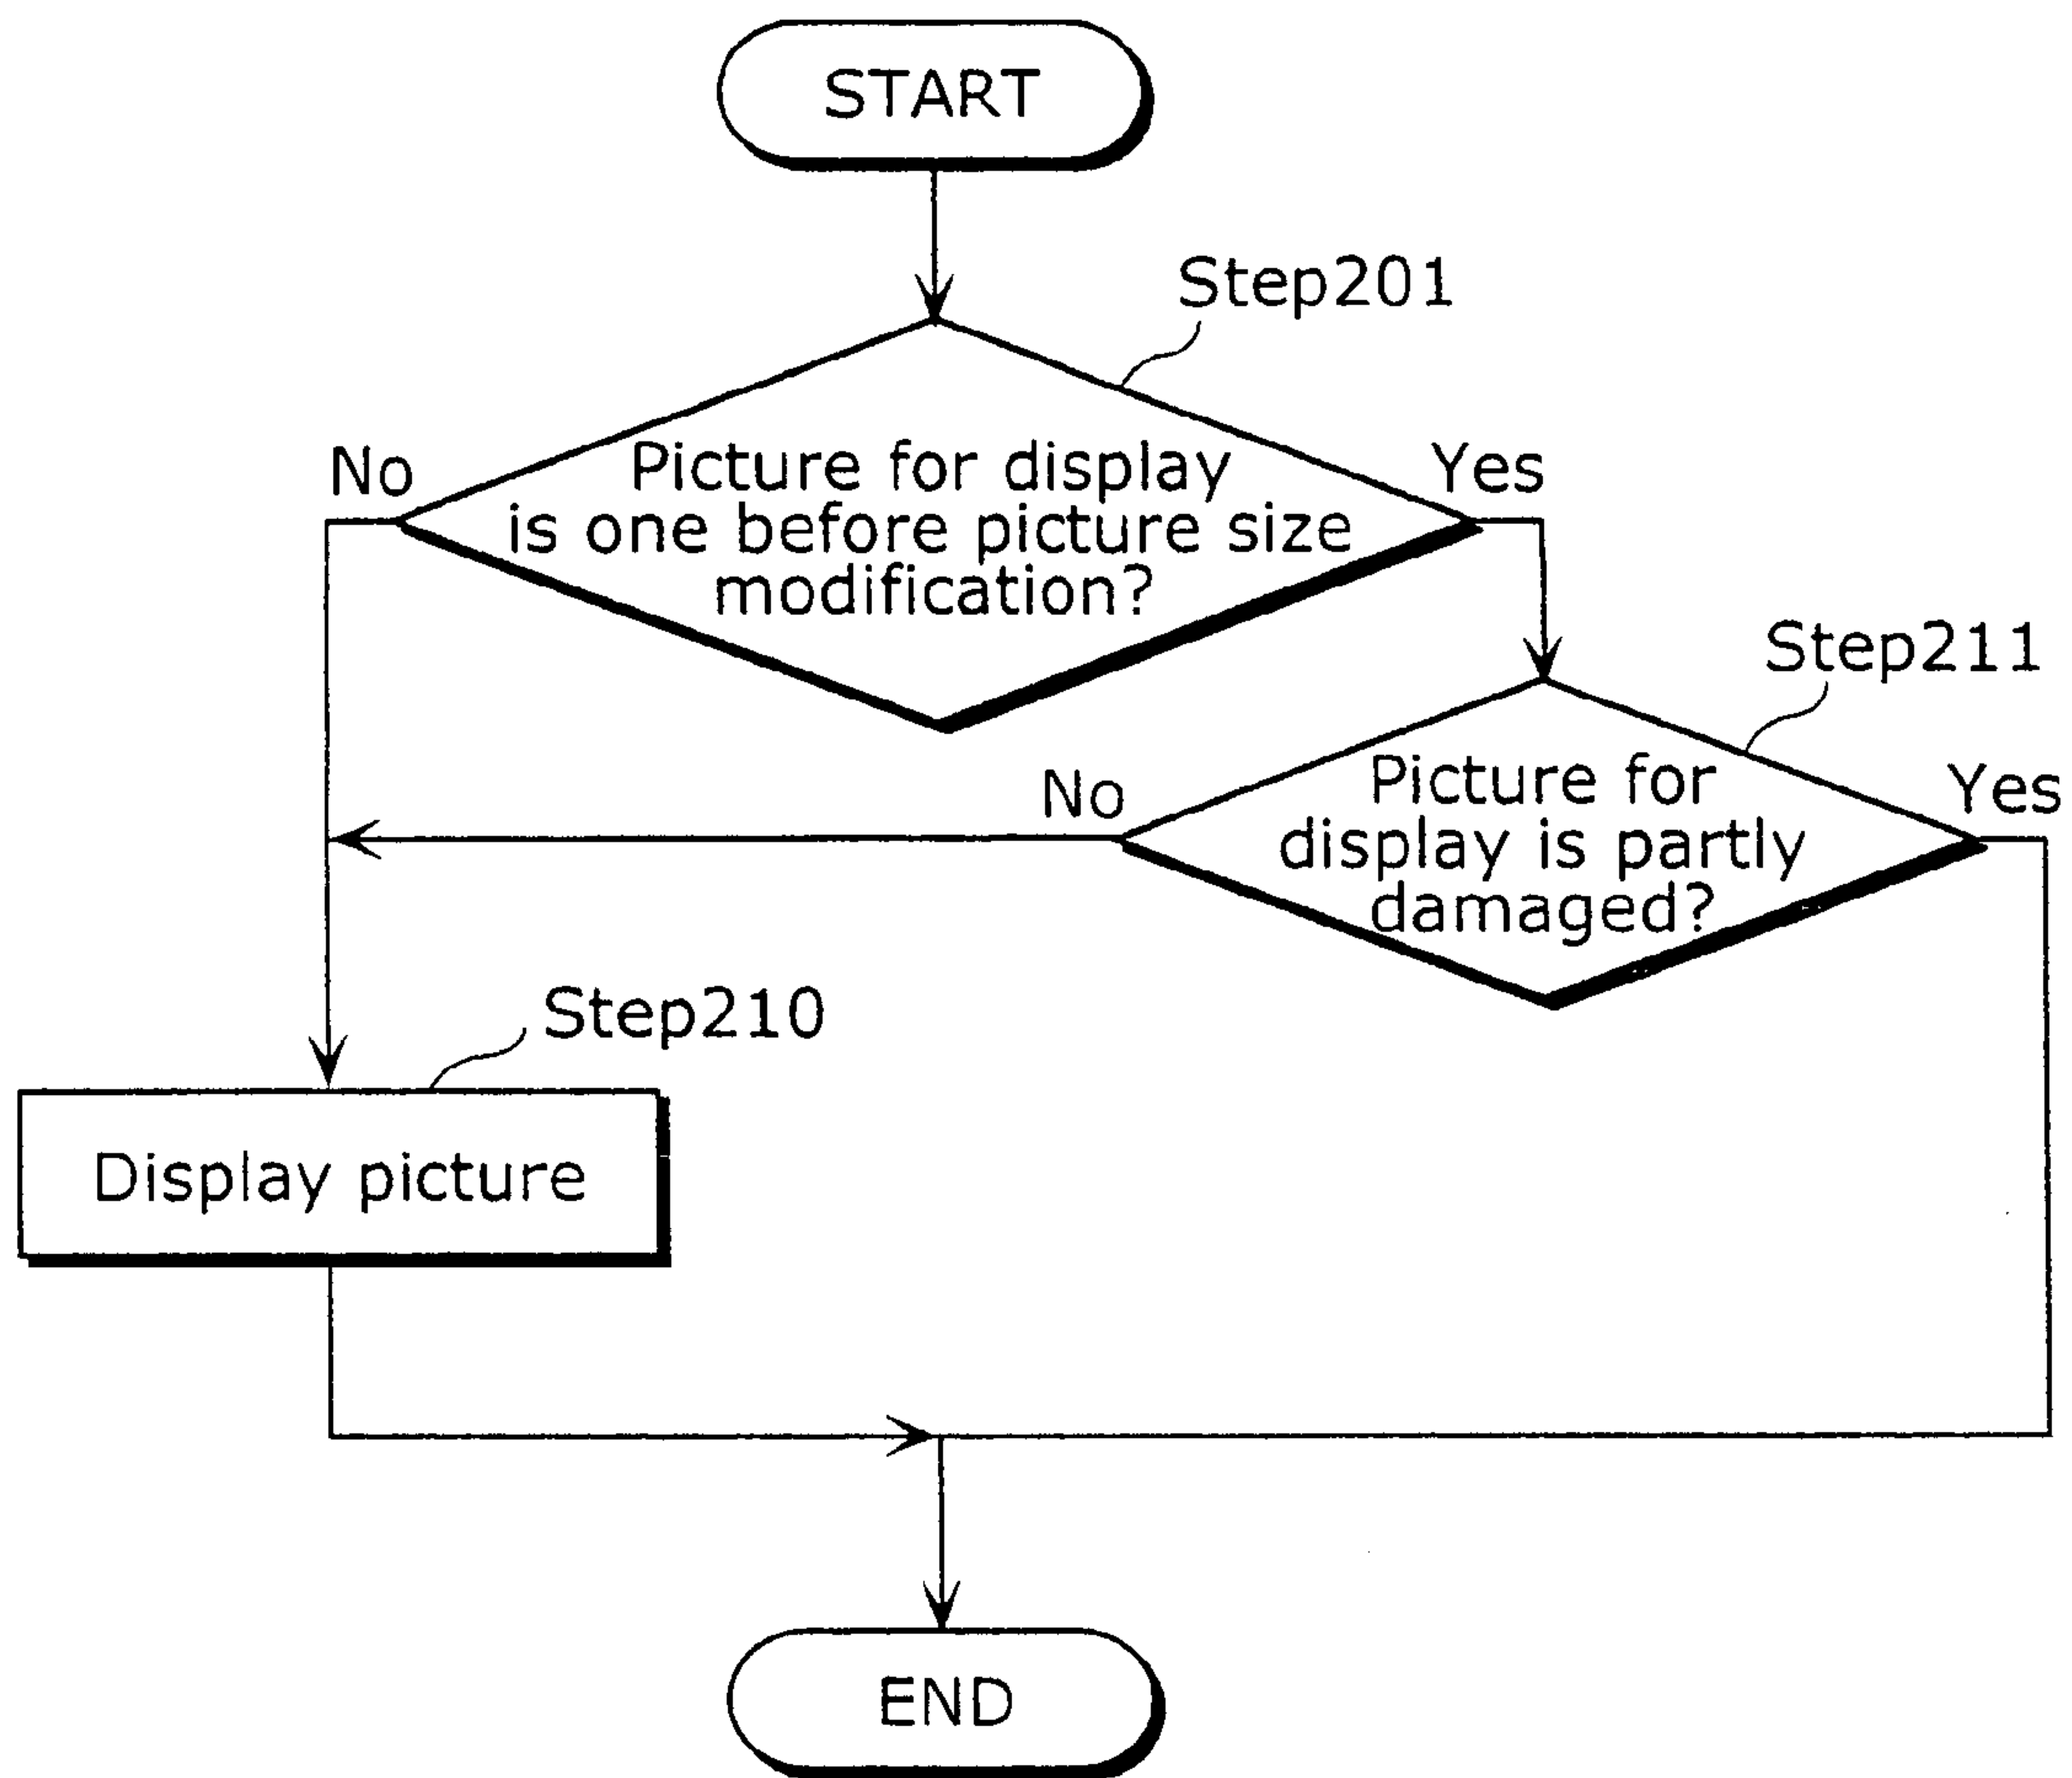 START
Step201
No
Yes
Picture for display
is one before picture size
modification?
Step211
No
Yes
Picture for
display is partly
damaged?
Step210
Display picture
END